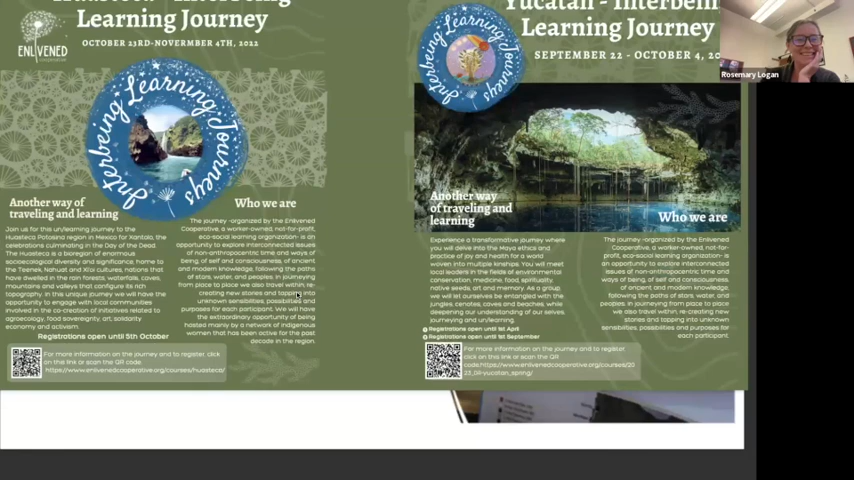 Learning Journey
OCTOBER 23RD-NOVERMBER 4TH, 2022
ENLIVENED
cooperative
Interbeing Learning Journeys
Another way of
traveling and learning
Join us for this un/learning journey to the
Huasteca Potosina region in Mexico for Xantolo, the
celebrations culminating in the Day of the Dead.
The Huasteca is a bioregion of enormous
socioecological diversity and significance, home to
the Teenek, Nahuat and Xi'oi cultures, nations that
have dwelled in the rain forests, waterfalls, caves,
mountains and valleys that configure its rich
topography. In this unique journey we will have the
opportunity to engage with local communities
involved in the co-creation of initiatives related to
agroecology, food sovereignty, art, solidarity
economy and activism.
Registrations open until 5th October
Who we are
The journey -organized by the Enlivened
Cooperative, a worker-owned, not-for-profit,
eco-social learning organization- is an
opportunity to explore interconnected issues
of non-anthropocentric time and ways of
being, of self and consciousness, of ancient
and modern knowledge, following the paths
of stars, water, and peoples. In journeying
from place to place we also travel within, re-
creating new stories and tapping into
unknown sensibilities, possibilities and
purposes for each participant. We will have
the extraordinary opportunity of being
hosted mainly by a network of indigenous
women that has been active for the past
decade in the region.
For more information on the journey and to register, click
on this link or scan the QR code.
https://www.enlivenedcooperative.org/courses/huasteca/
Yucatan - Interbein
Learning Journey
SEPTEMBER 22 - OCTOBER 4, 20
Interbeing Learning Journeys
Another way
of traveling and
learning
Who we are
Experience a transformative journey where
you will delve into the Maya ethics and
practice of joy and health for a world
woven into multiple kinships. You will meet
local leaders in the fields of environmental
conservation, medicine, food, spirituality,
native seeds, art and memory. As a group,
we will let ourselves be entangled with the
jungles, cenotes, caves and beaches, while
deepening our understanding of our selves,
journeying and un/learning.
Registrations open until 1st April
Registrations open until 1st September
The journey -organized by the Enlivened
Cooperative, a worker-owned, not-for-
profit, eco-social learning organization- is
an opportunity to explore interconnected
issues of non-anthropocentric time and
ways of being, of self and consciousness,
of ancient and modern knowledge,
following the paths of stars, water, and
peoples. In journeying from place to place
we also travel within, re-creating new
stories and tapping into unknown
sensibilities, possibilities and purposes for
each participant.
For more information on the journey and to register,
click on this link or scan the QR
code:https://www.enlivenedcooperative.org/courses/20
23_04-yucatan_spring/
Rosemary Logan